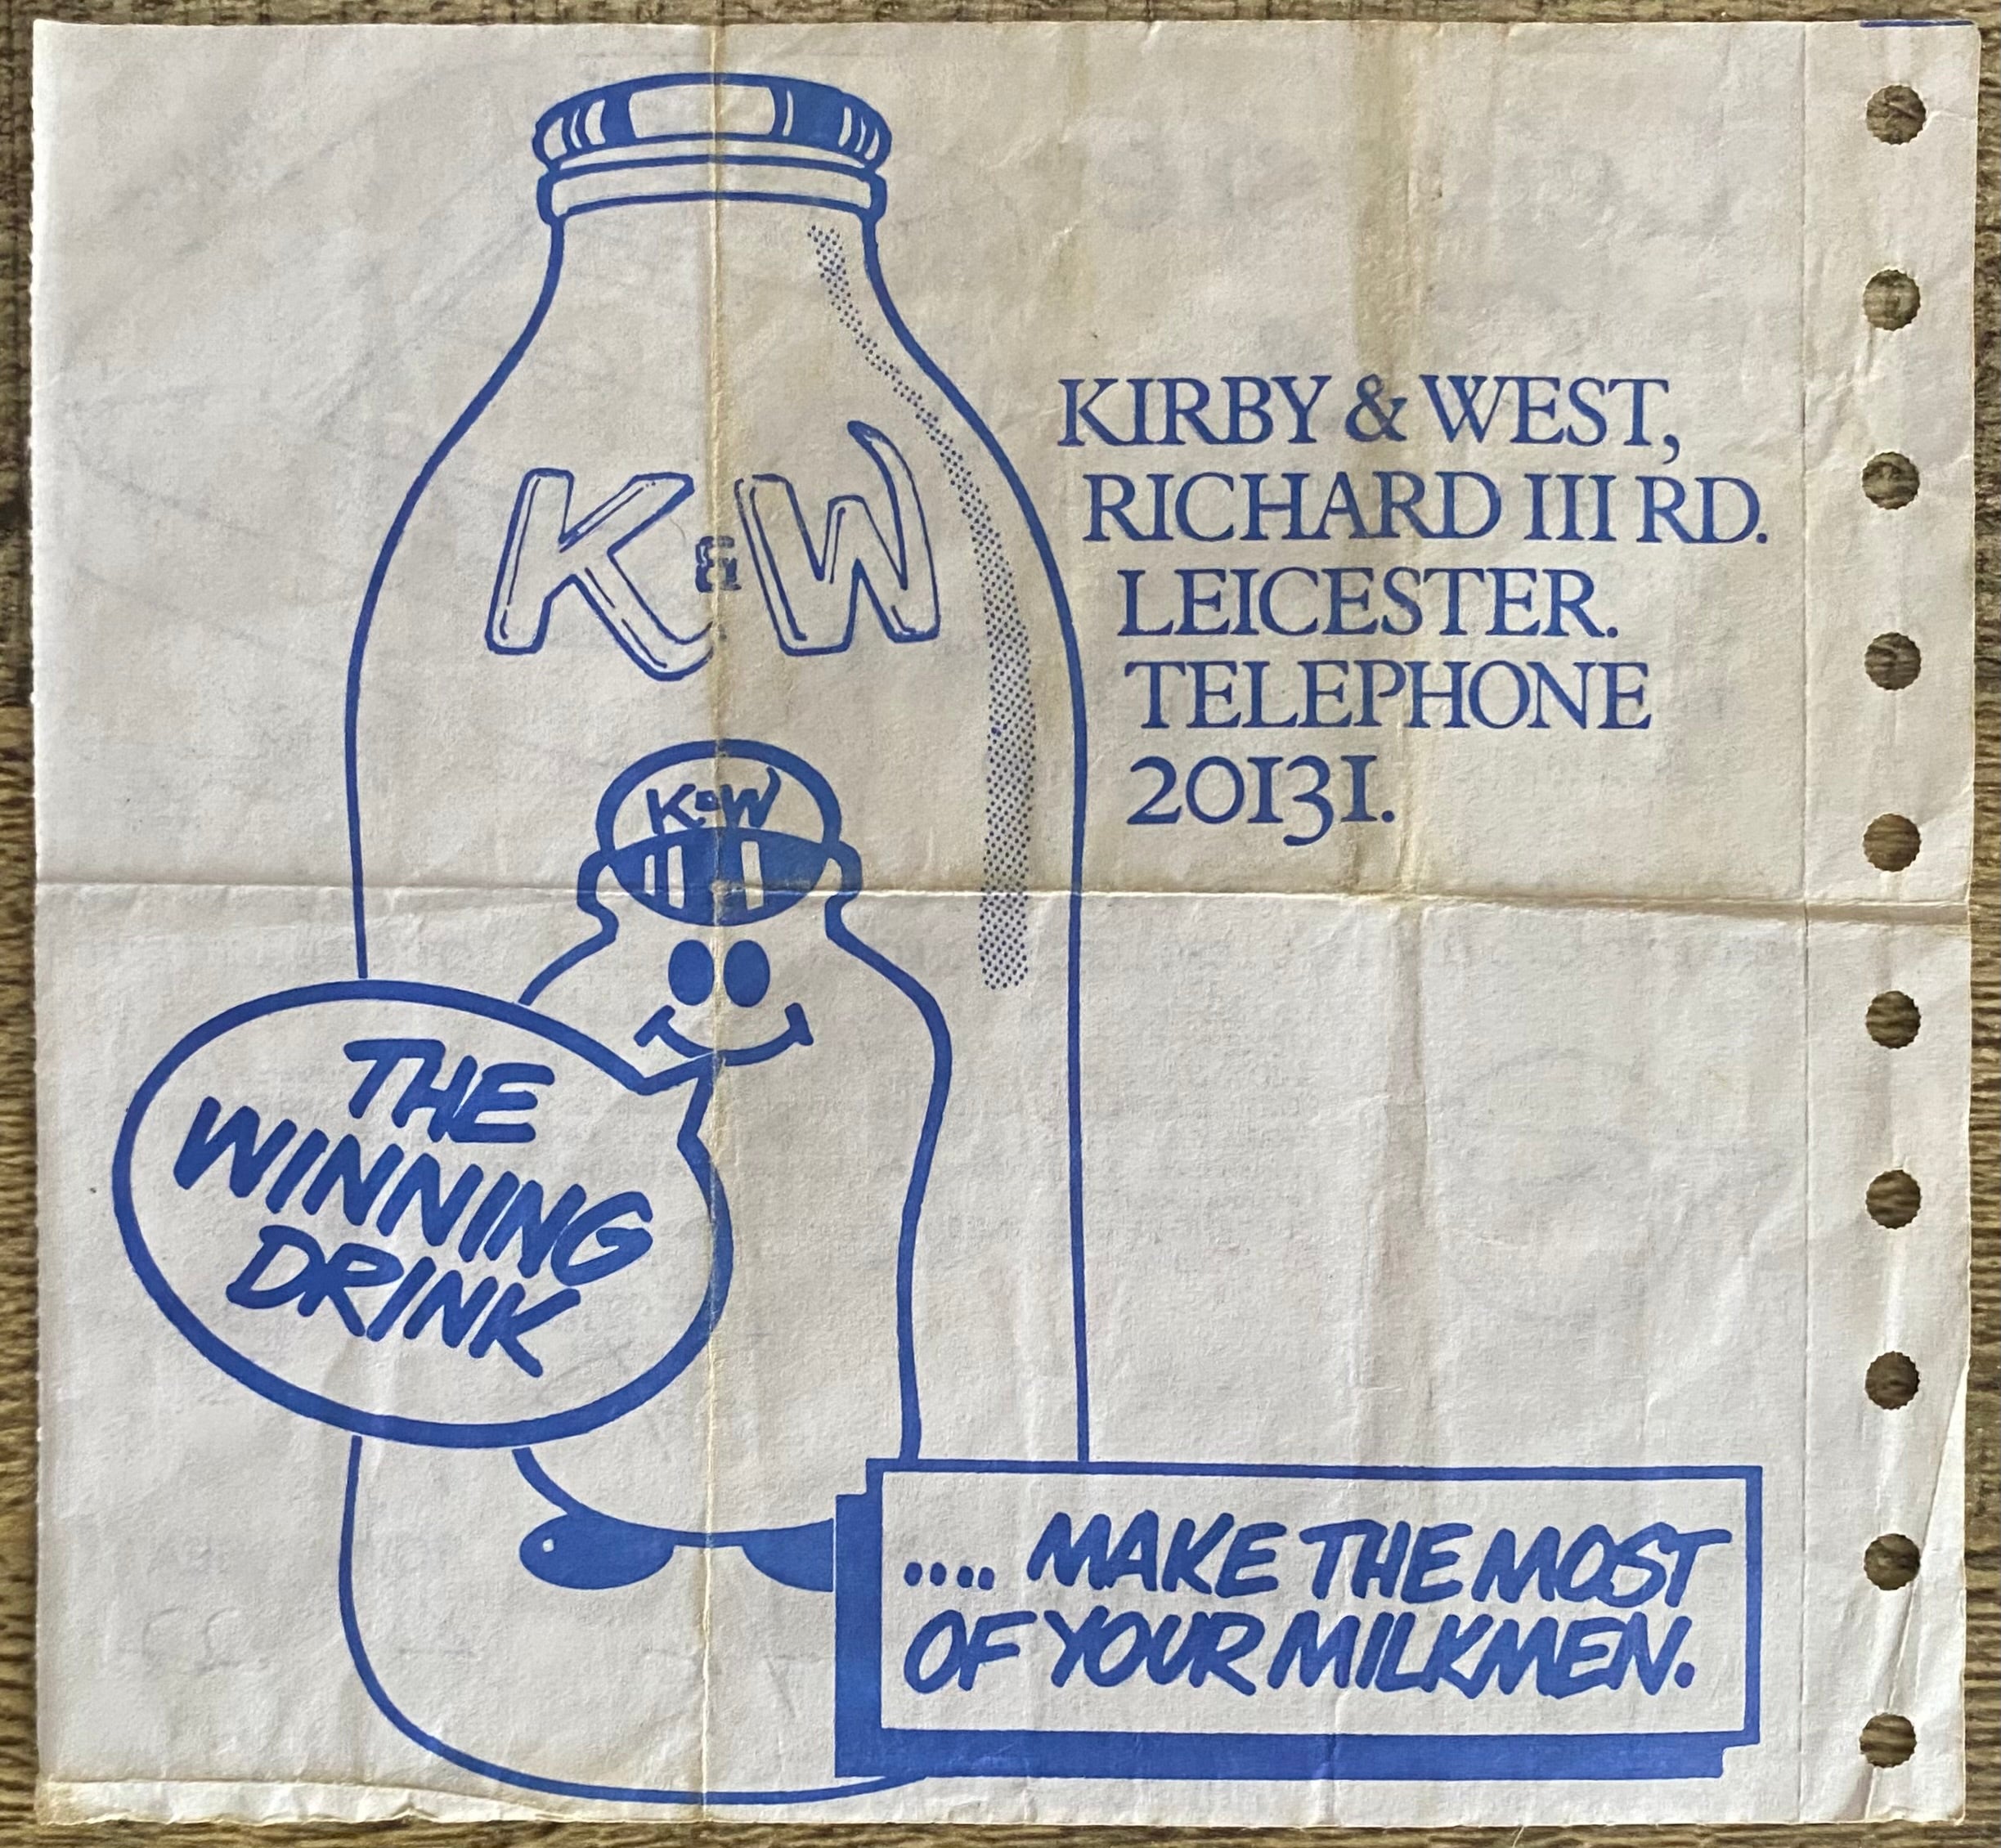 K&W
KIRBY & WEST,
RICHARD III RD.
LEICESTER.
TELEPHONE
20131.
K&W
THE
WINNING
DRINK
.... MAKE THE MOST
OF YOUR MILKMEN.